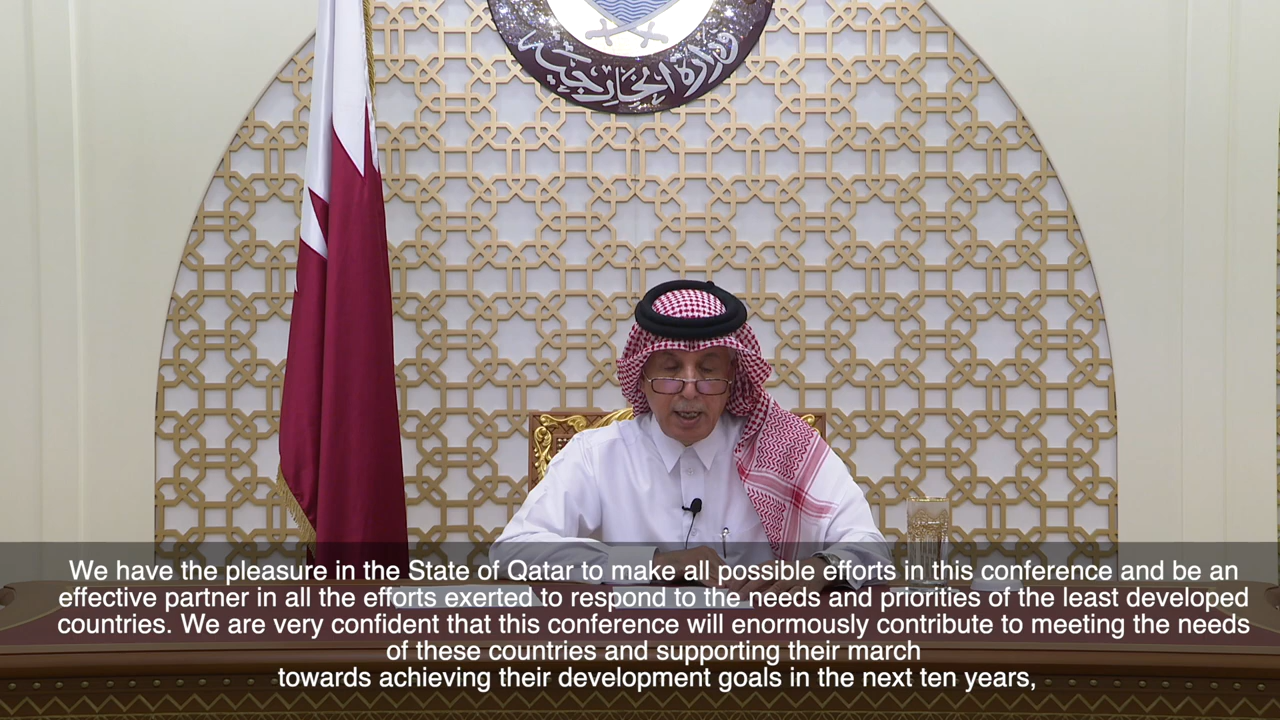 وزارة الخارجية
We have the pleasure in the State of Qatar to make all possible efforts in this conference and be an
effective partner in all the efforts exerted to respond to the needs and priorities of the least developed
countries. We are very confident that this conference will enormously contribute to meeting the needs
of these countries and supporting their march
towards achieving their development goals in the next ten years,